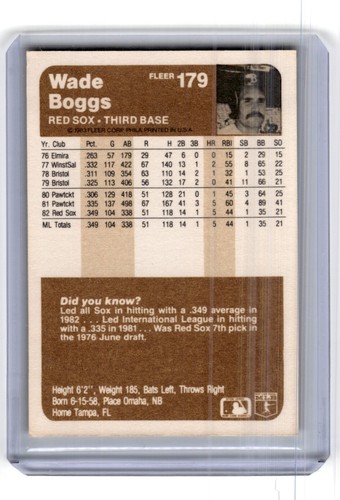 Wade
Boggs
FLEER 179
RED SOX • THIRD BASE
© 1983 FLEER CORP. PHILA. PRINTED IN U.S.A.
Yr. Club Pct. G AB R H 2B 3B HR RBI SB BB SO
76 Elmira .263 57 179 29 47 6 0 0 15 2 29 15
77 WinstSal .332 117 422 67 140 13 1 2 55 8 65 22
78 Bristol .311 109 354 63 110 14 2 1 32 1 53 25
79 Bristol .325 113 406 56 132 17 2 0 41 11 66 21
80 Pawtckt .306 129 418 51 128 21 0 1 45 3 64 25
81 Pawtckt .335 137 498 67 41 3 5 60 4 89 41
82 Red Sox .349 104 338 51 118 14 1 5 44 1 35 21
ML Totals .349 104 338 51 118 14 1 5 44 1 35 21
Did you know?
Led all Sox in hitting with a .349 average in
1982 . . . Led International League in hitting
with a .335 in 1981 . . . Was Red Sox 7th pick in
the 1976 June draft.
Height 6'2", Weight 185, Bats Left, Throws Right
Born 6-15-58, Place Omaha, NB
Home Tampa, FL